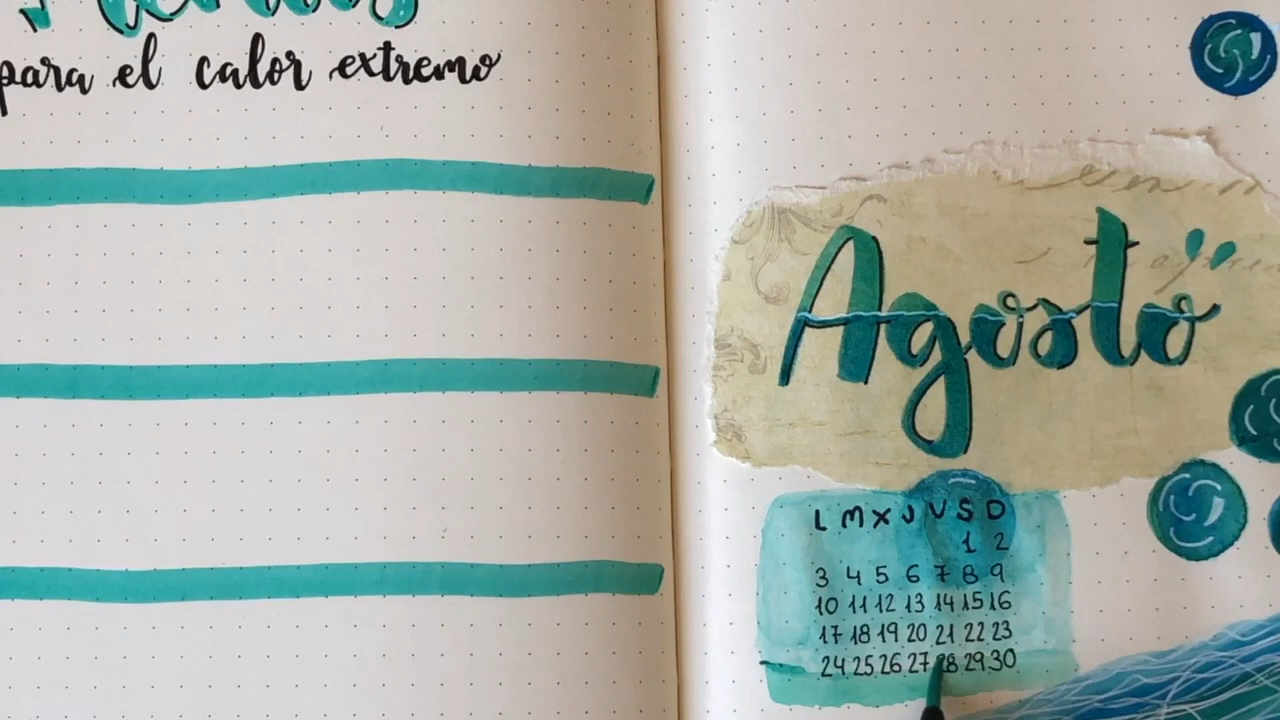 para el calor extremo
Agosto
L M X J V S D
1 2
3 4 5 6 7 8 9
10 11 12 13 14 15 16
17 18 19 20 21 22 23
24 25 26 27 28 29 30